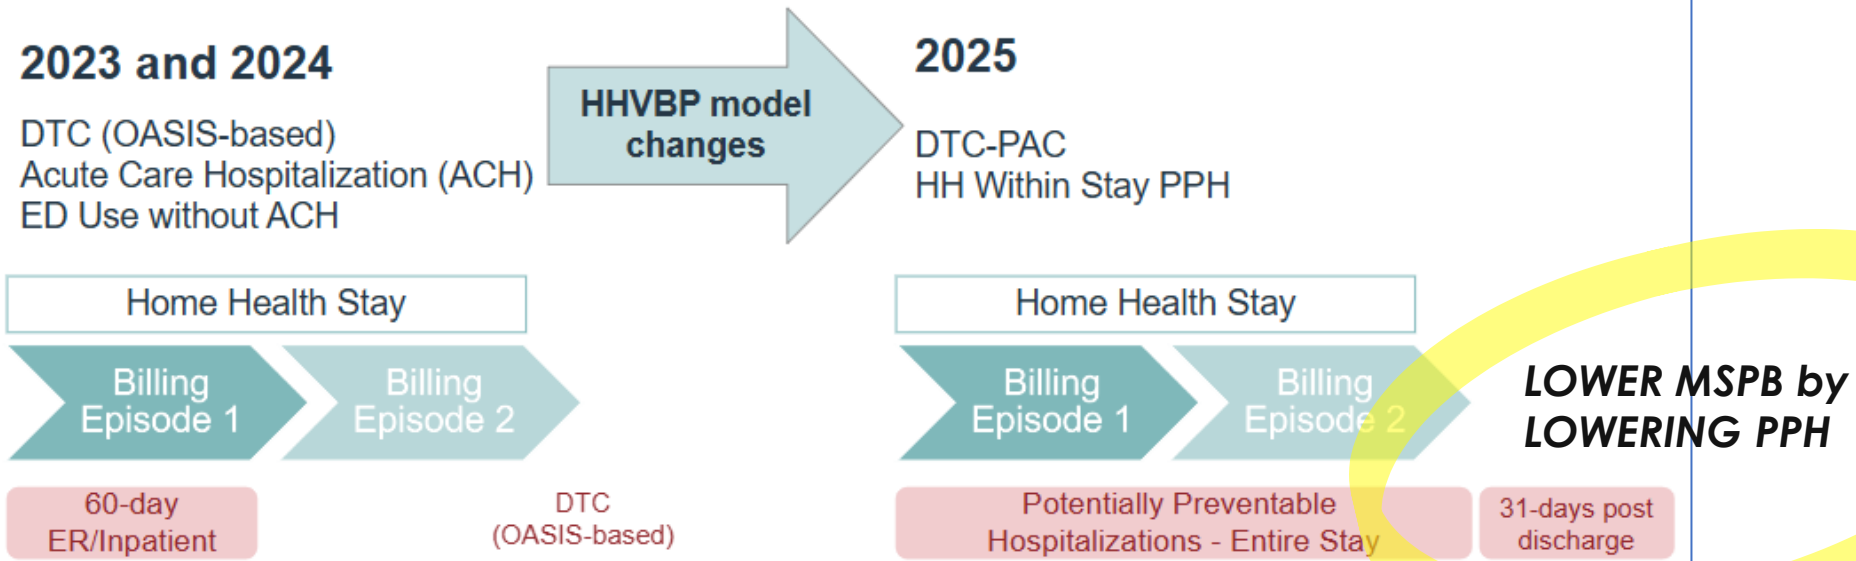 2023 and 2024
DTC (OASIS-based)
Acute Care Hospitalization (ACH)
ED Use without ACH
HHVBP model
changes
2025
DTC-PAC
HH Within Stay PPH
Home Health Stay
Billing
Episode 1
Billing
Episode 2
60-day
ER/Inpatient
DTC
(OASIS-based)
Home Health Stay
Billing
Episode 1
Billing
Episode 2
LOWER MSPB by
LOWERING PPH
Potentially Preventable
Hospitalizations - Entire Stay
31-days post
discharge